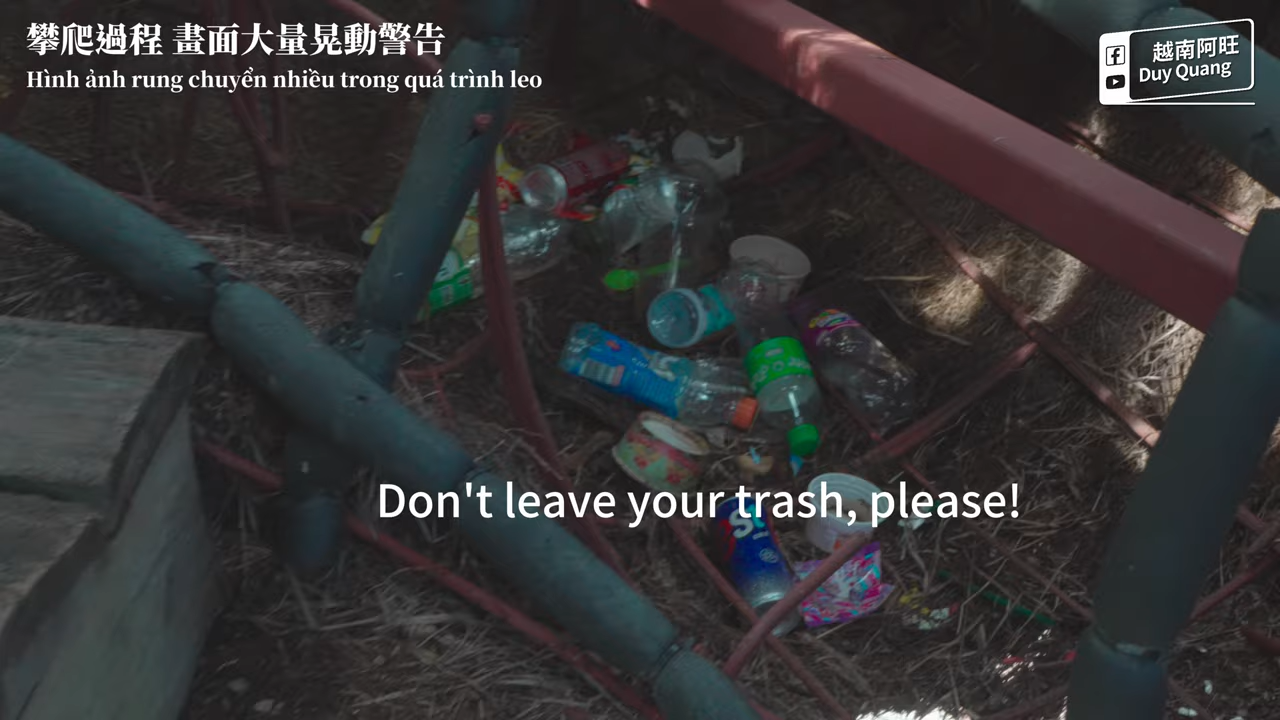 攀爬過程 畫面大量晃動警告
Hình ảnh rung chuyển nhiều trong quá trình leo
越南阿旺
Duy Quang
Don't leave your trash, please!